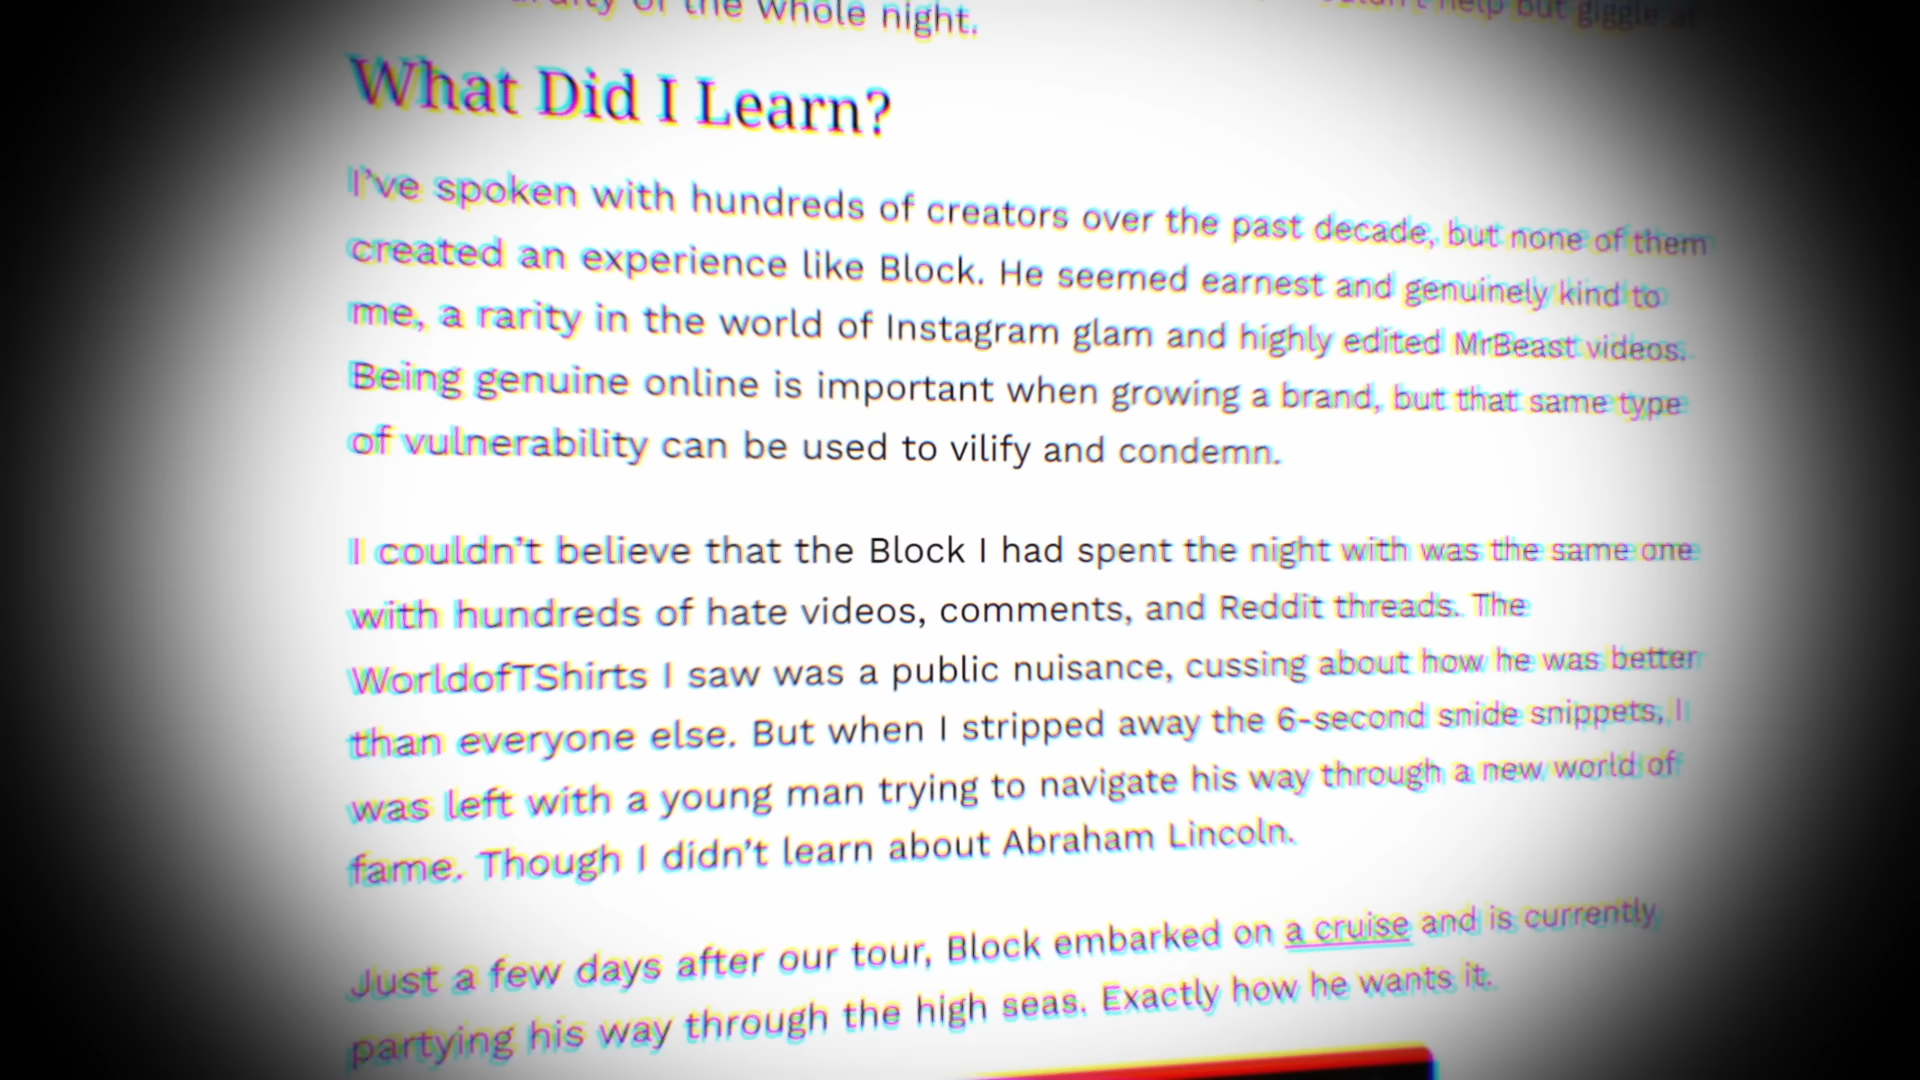 of the whole night.
help but giggle at
What Did I Learn?
I've spoken with hundreds of creators over the past decade, but none of them
created an experience like Block. He seemed earnest and genuinely kind to
me, a rarity in the world of Instagram glam and highly edited MrBeast videos.
Being genuine online is important when growing a brand, but that same type
of vulnerability can be used to vilify and condemn.
I couldn't believe that the Block I had spent the night with was the same one
with hundreds of hate videos, comments, and Reddit threads. The
WorldofTShirts I saw was a public nuisance, cussing about how he was better
than everyone else. But when I stripped away the 6-second snide snippets, I
was left with a young man trying to navigate his way through a new world of
fame. Though I didn't learn about Abraham Lincoln.
Just a few days after our tour, Block embarked on a cruise and is currently
partying his way through the high seas. Exactly how he wants it.